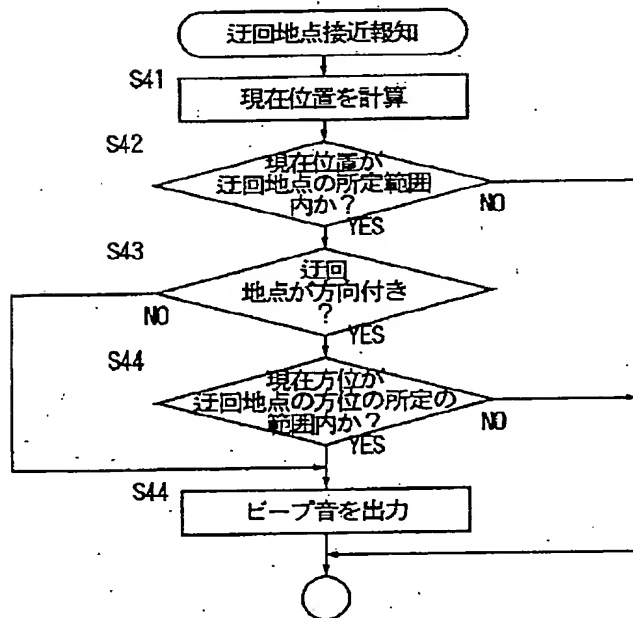 迂回地点接近報知
S41
現在位置を計算
S42
現在位置が
迂回地点の所定範囲
内か？
NO
YES
S43
迂回
地点が方向付き
？
NO
YES
S44
現在方位が
迂回地点の方位の所定の
範囲内か？
NO
YES
S44
ビープ音を出力